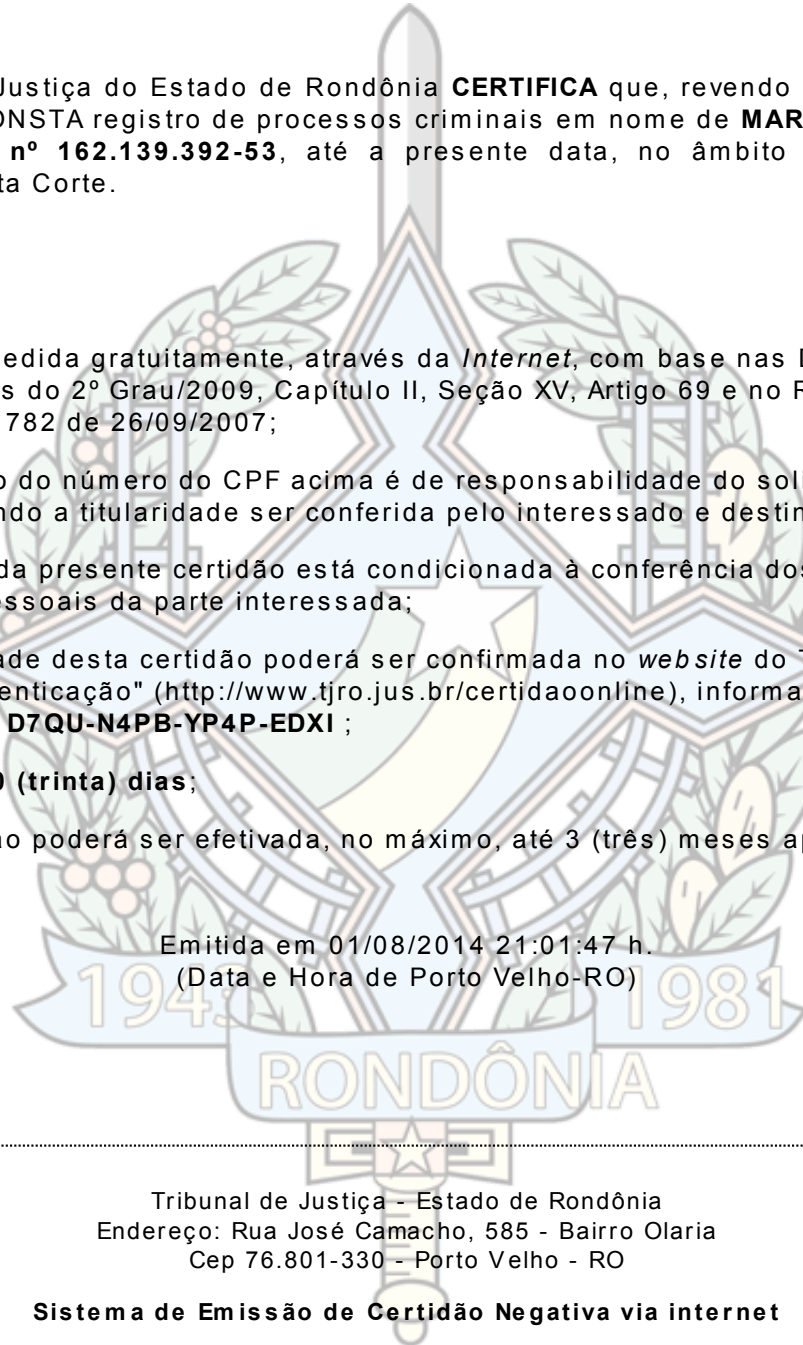 Justiça do Estado de Rondônia CERTIFICA que, revendo
ONSTA registro de processos criminais em nome de MAR
nº 162.139.392-53, até a presente data, no âmbito
ta Corte.
edida gratuitamente, através da Internet, com base nas D
s do 2º Grau/2009, Capítulo II, Seção XV, Artigo 69 e no R
782 de 26/09/2007;
o do número do CPF acima é de responsabilidade do soli
ndo a titularidade ser conferida pelo interessado e destin
da presente certidão está condicionada à conferência dos
essoais da parte interessada;
ade desta certidão poderá ser confirmada no website do T
enticação" (http://www.tjro.jus.br/certidaoonline), informa
D7QU-N4PB-YP4P-EDXI ;
0 (trinta) dias;
ão poderá ser efetivada, no máximo, até 3 (três) meses ap
Emitida em 01/08/2014 21:01:47 h.
(Data e Hora de Porto Velho-RO)
1943 1981
RONDÔNIA
Tribunal de Justiça - Estado de Rondônia
Endereço: Rua José Camacho, 585 - Bairro Olaria
Cep 76.801-330 - Porto Velho - RO
Sistema de Emissão de Certidão Negativa via internet